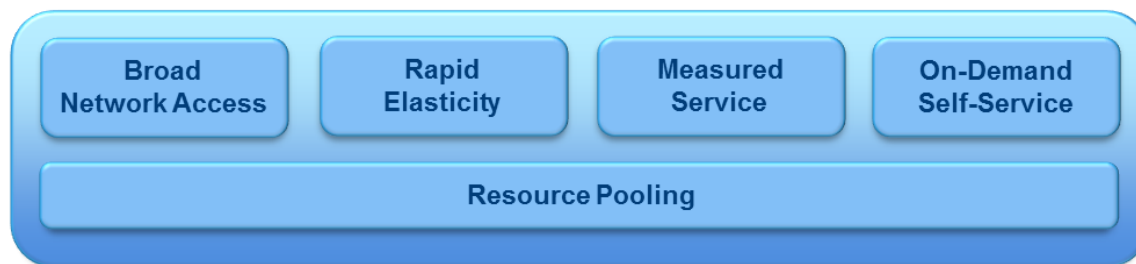 Broad
Network Access
Rapid
Elasticity
Measured
Service
On-Demand
Self-Service
Resource Pooling